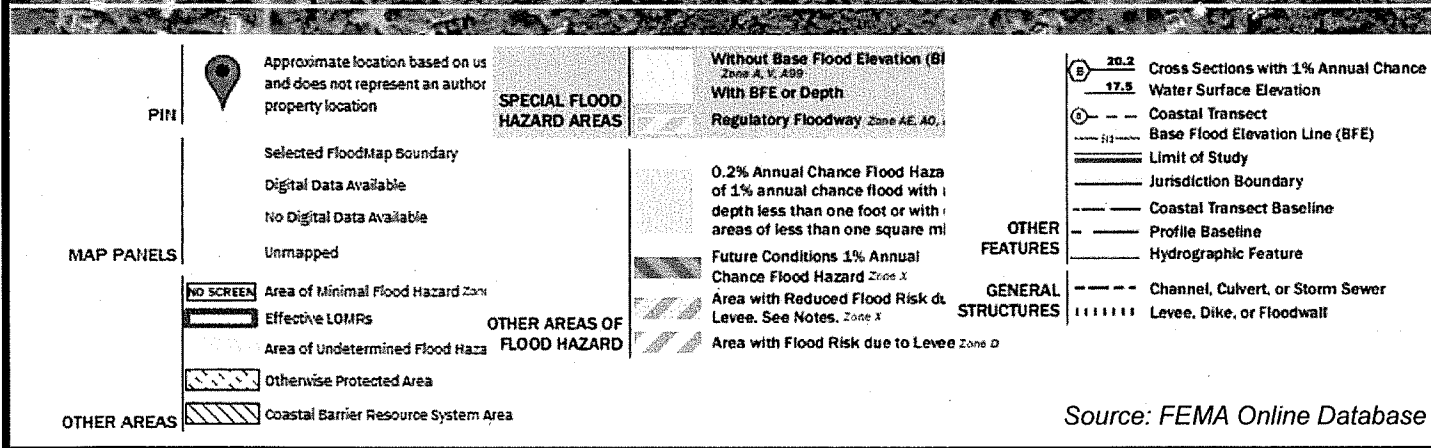 PIN
Approximate location based on us
and does not represent an author
property location
MAP PANELS
Selected FloodMap Boundary
Digital Data Available
No Digital Data Available
Unmapped
OTHER AREAS
NO SCREEN Area of Minimal Flood Hazard Zone
Effective LOMRs
Area of Undetermined Flood Haza
Otherwise Protected Area
Coastal Barrier Resource System Area
SPECIAL FLOOD
HAZARD AREAS
Without Base Flood Elevation (BF
Zone A, V, A99
With BFE or Depth
Regulatory Floodway Zone AE, AO,
OTHER AREAS OF
FLOOD HAZARD
0.2% Annual Chance Flood Haza
of 1% annual chance flood with
depth less than one foot or with
areas of less than one square mi
Future Conditions 1% Annual
Chance Flood Hazard Zone X
Area with Reduced Flood Risk du
Levee. See Notes. Zone X
Area with Flood Risk due to Levee Zone D
OTHER
FEATURES
B 20.2 Cross Sections with 1% Annual Chance
17.5 Water Surface Elevation
8 Coastal Transect
513 Base Flood Elevation Line (BFE)
Limit of Study
Jurisdiction Boundary
Coastal Transect Baseline
Profile Baseline
Hydrographic Feature
GENERAL
STRUCTURES
Channel, Culvert, or Storm Sewer
Levee, Dike, or Floodwall
Source: FEMA Online Database